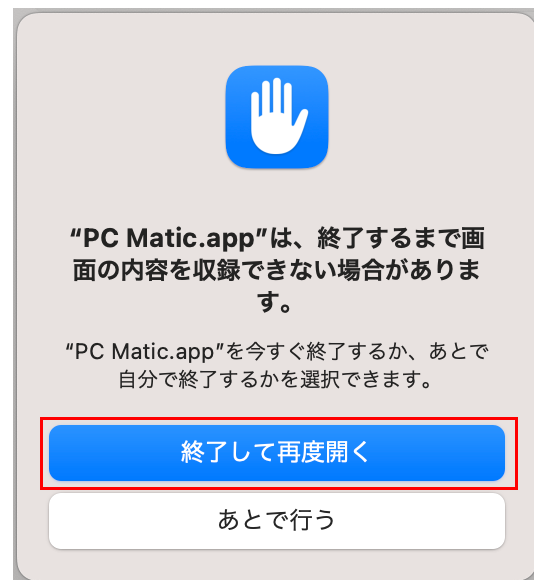 “PC Matic.app”は、終了するまで画
面の内容を収録できない場合がありま
す。
“PC Matic.app”を今すぐ終了するか、あとで
自分で終了するかを選択できます。
終了して再度開く
あとで行う